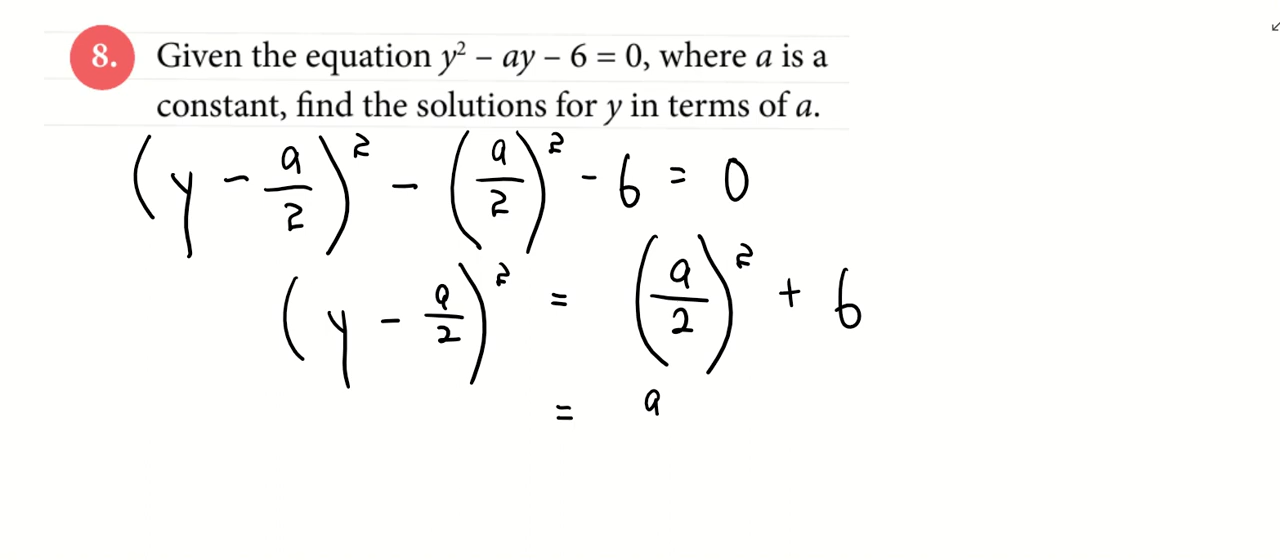 8. Given the equation y² – ay – 6 = 0, where a is a
constant, find the solutions for y in terms of a.
(y - a/2)² - (a/2)² - 6 = 0
(y - a/2)² = (a/2)² + 6
= a